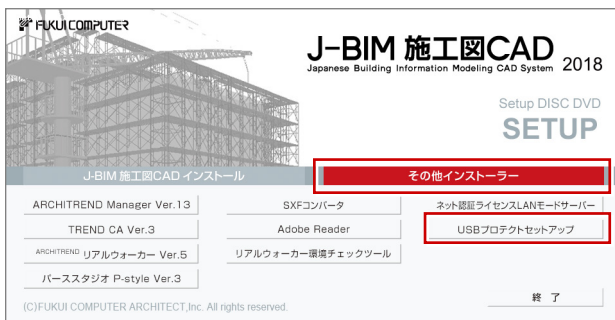 FUKUI COMPUTER
J-BIM 施工図CAD 2018
Japanese Building Information Modeling CAD System
Setup DISC DVD
SETUP
J-BIM 施工図CAD インストール
その他インストーラー
ARCHITREND Manager Ver.13
SXFコンバータ
ネット認証ライセンスLANモードサーバー
TREND CA Ver.3
Adobe Reader
USBプロテクトセットアップ
ARCHITREND リアルウォーカー Ver.5
リアルウォーカー環境チェックツール
パーススタジオ P-style Ver.3
終 了
(C)FUKUI COMPUTER ARCHITECT,Inc. All rights reserved.